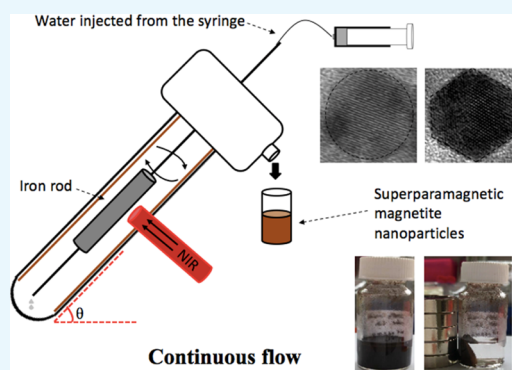 Water injected from the syringe
Iron rod
NIR
Superparamagnetic
magnetite
nanoparticles
θ
Continuous flow